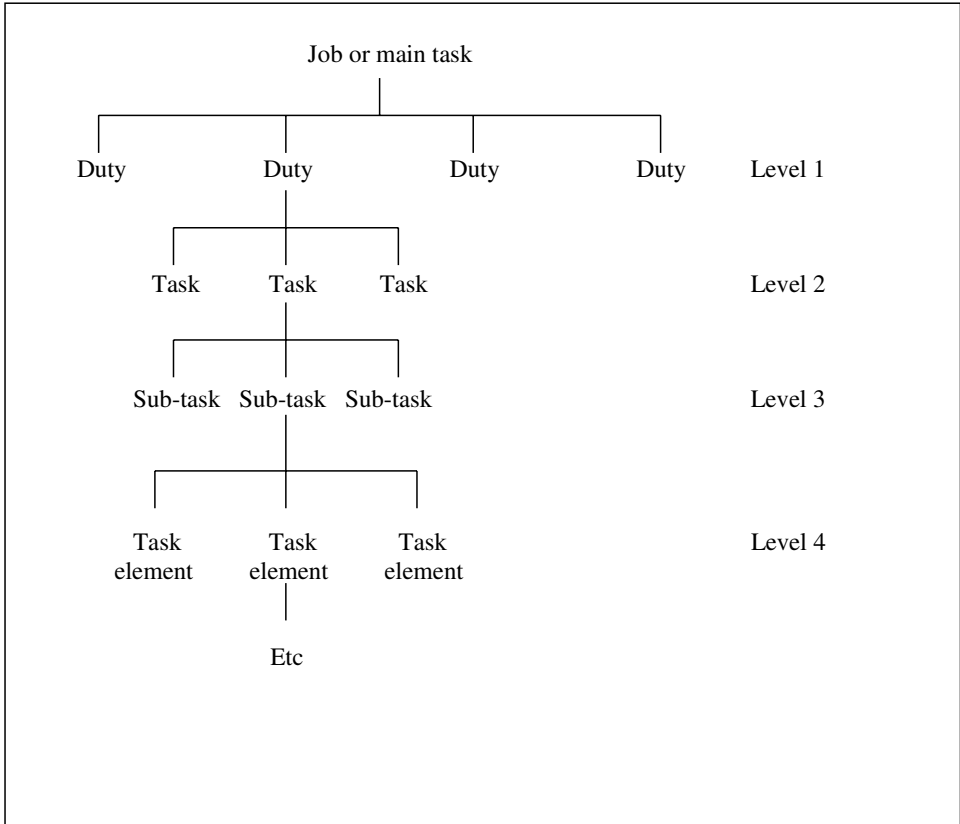 Job or main task
Duty Duty Duty Duty Level 1
Task Task Task Level 2
Sub-task Sub-task Sub-task Level 3
Task Task Task Level 4
element element element
Etc